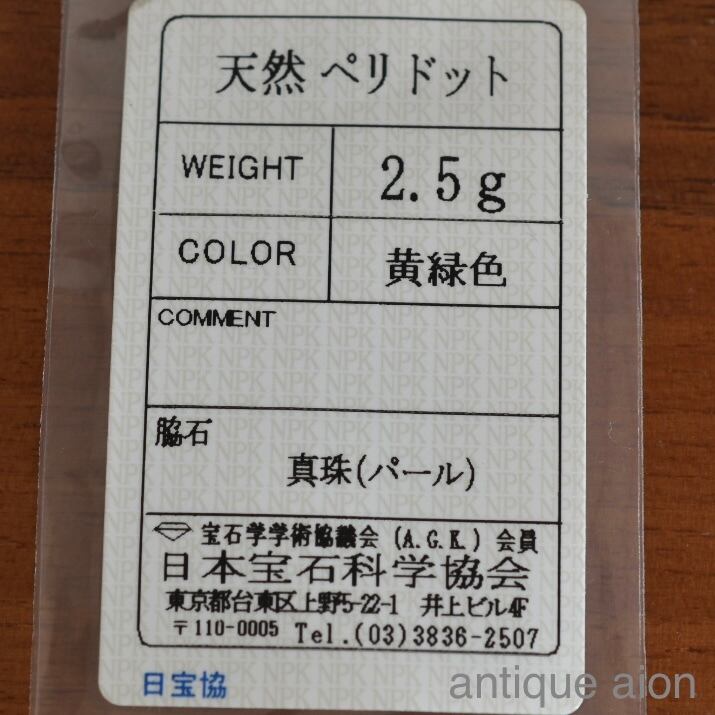 天然 ペリドット
WEIGHT 2.5g
COLOR 黄緑色
COMMENT
脇石
真珠(パール)
宝石学学術協議会 (A.G.K.) 会員
日本宝石科学協会
東京都台東区上野5-22-1 井上ビル4F
〒110-0005 Tel.(03)3836-2507
日宝協
antique aion